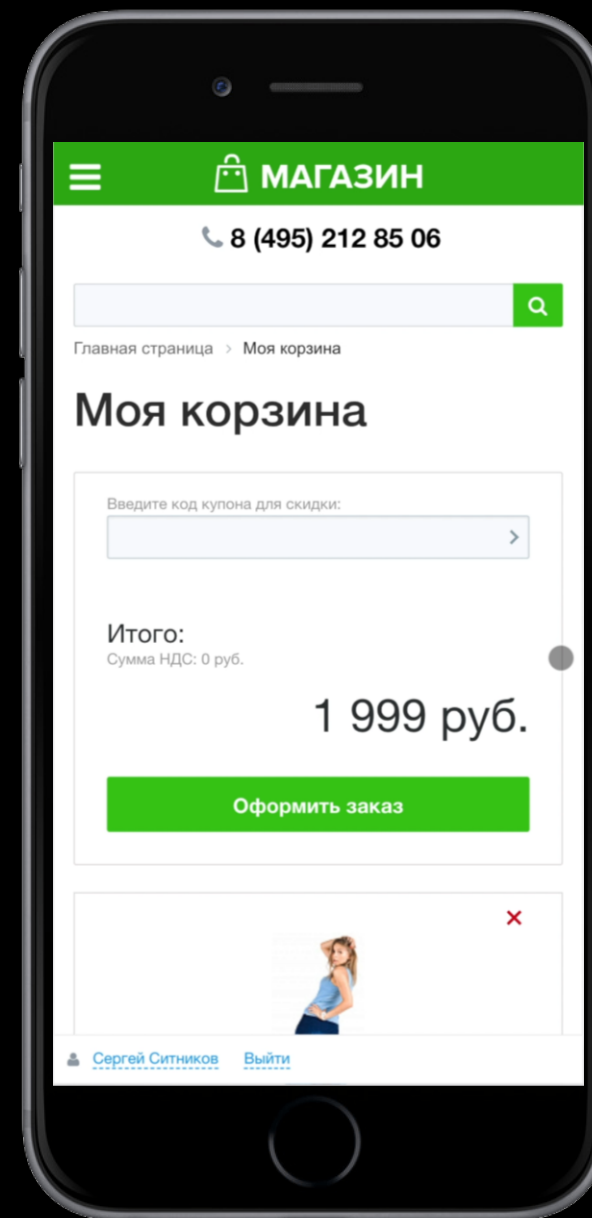 МАГАЗИН
8 (495) 212 85 06
Главная страница > Моя корзина
Моя корзина
Введите код купона для скидки:
Итого:
Сумма НДС: 0 руб.
1 999 руб.
Оформить заказ
Сергей Ситников Выйти